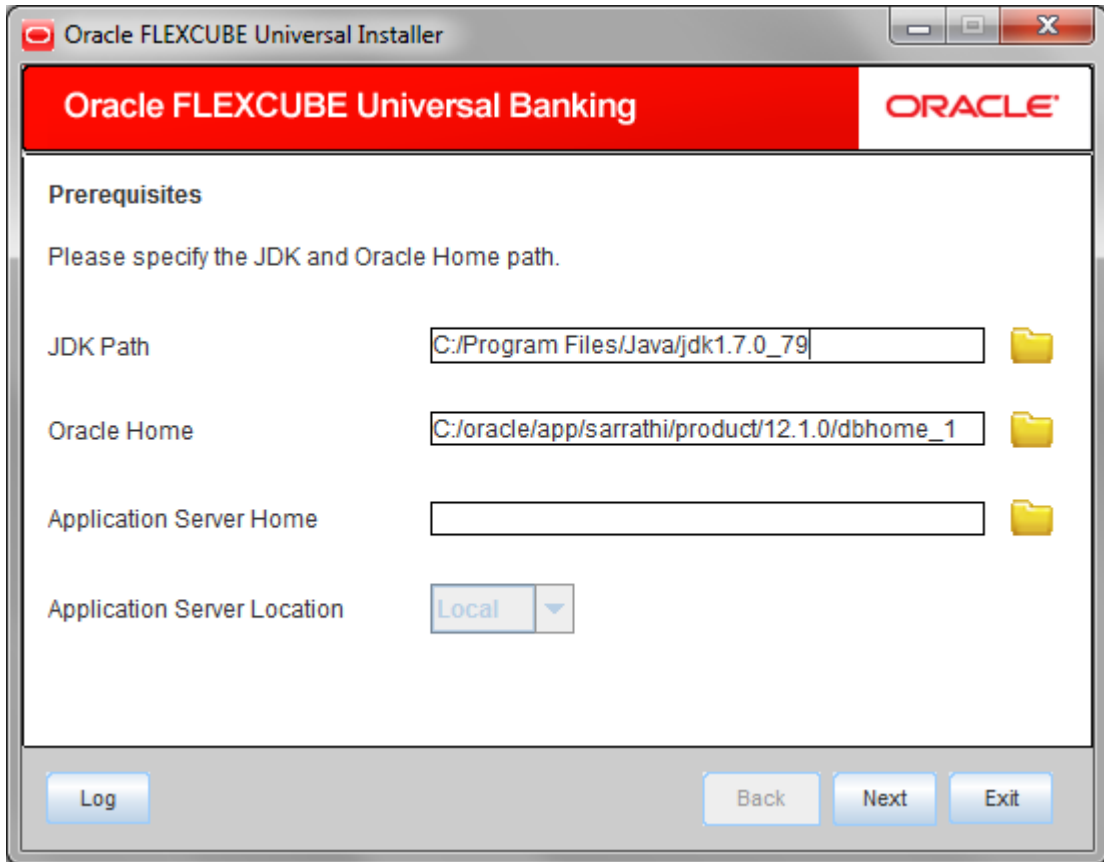 Oracle FLEXCUBE Universal Installer
Oracle FLEXCUBE Universal Banking
ORACLE®
Prerequisites
Please specify the JDK and Oracle Home path.
JDK Path C:/Program Files/Java/jdk1.7.0_79
Oracle Home C:/oracle/app/sarrathi/product/12.1.0/dbhome_1
Application Server Home
Application Server Location Local
Log Back Next Exit